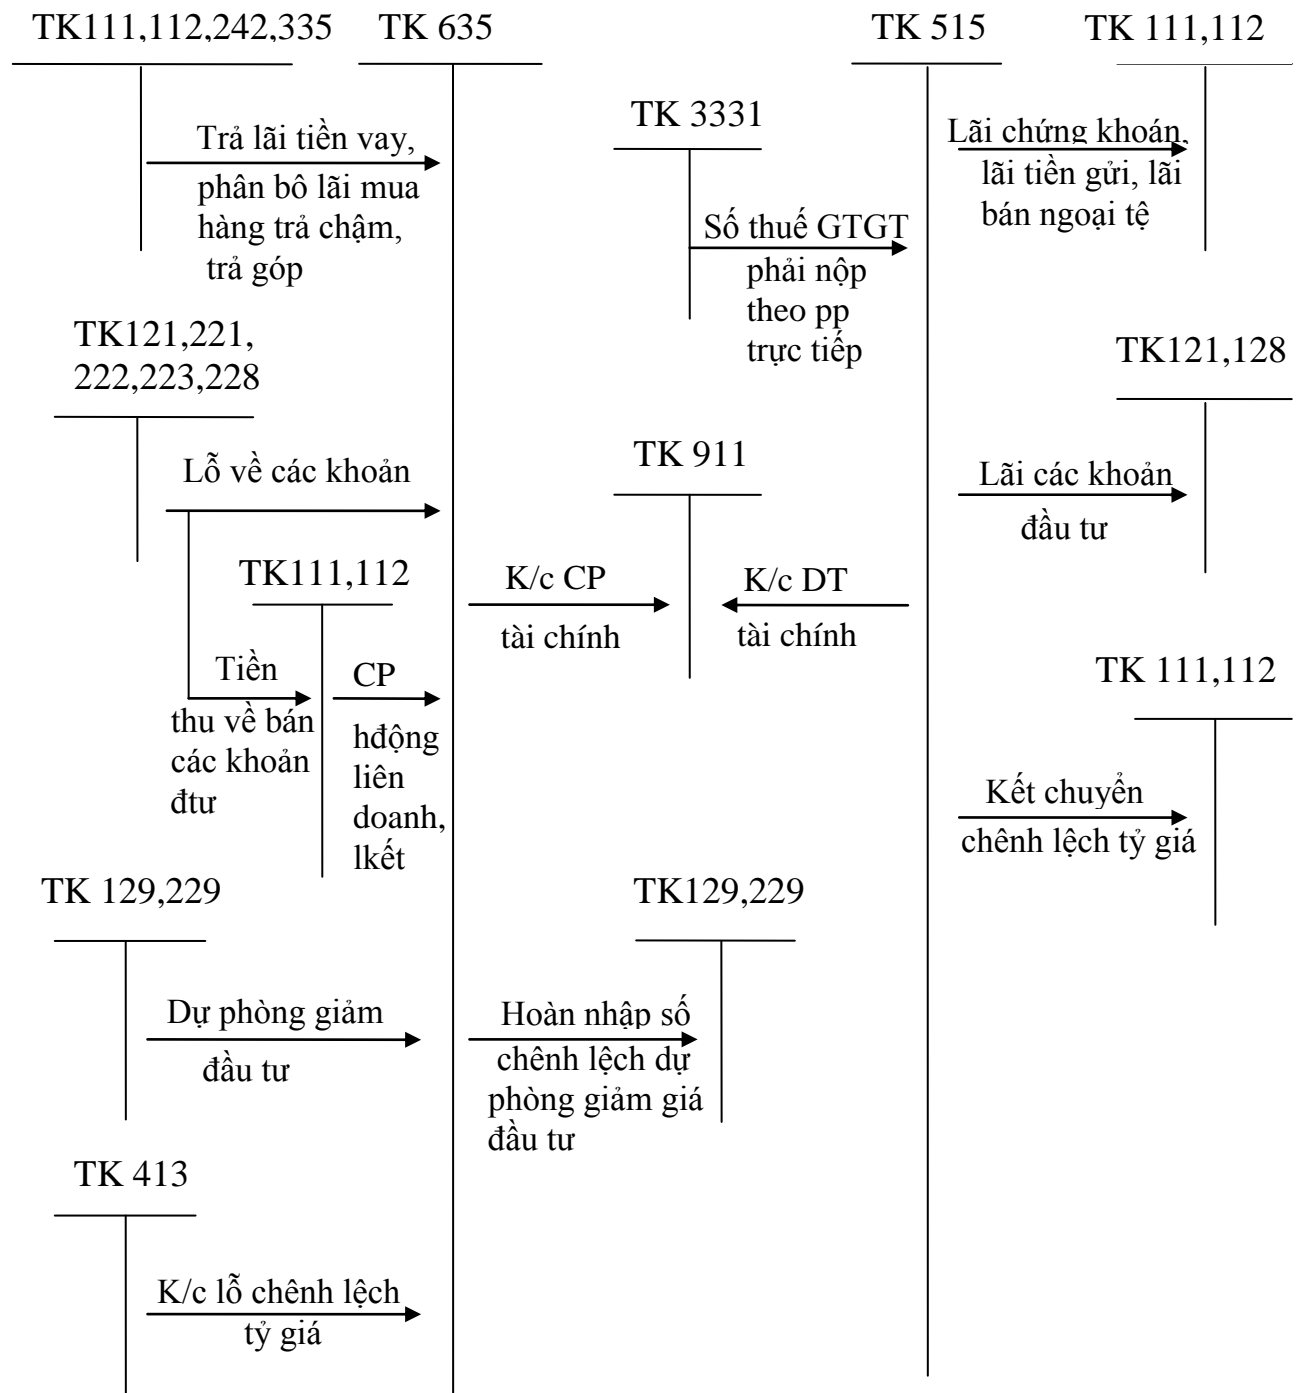 TK111,112,242,335
TK 635
TK 515
TK 111,112
Trả lãi tiền vay,
phân bô lãi mua
hàng trả chậm,
trả góp
TK 3331
Số thuế GTGT
phải nộp
theo pp
trực tiếp
Lãi chứng khoán,
lãi tiền gửi, lãi
bán ngoại tệ
TK121,221,
222,223,228
TK121,128
Lỗ về các khoản
TK 911
Lãi các khoản
đầu tư
TK111,112
K/c CP
tài chính
K/c DT
tài chính
Tiền
thu về bán
các khoản
đtư
CP
hđộng
liên
doanh,
lkết
TK 111,112
Kết chuyển
chênh lệch tỷ giá
TK 129,229
TK129,229
Dự phòng giảm
đầu tư
Hoàn nhập số
chênh lệch dự
phòng giảm giá
đầu tư
TK 413
K/c lỗ chênh lệch
tỷ giá